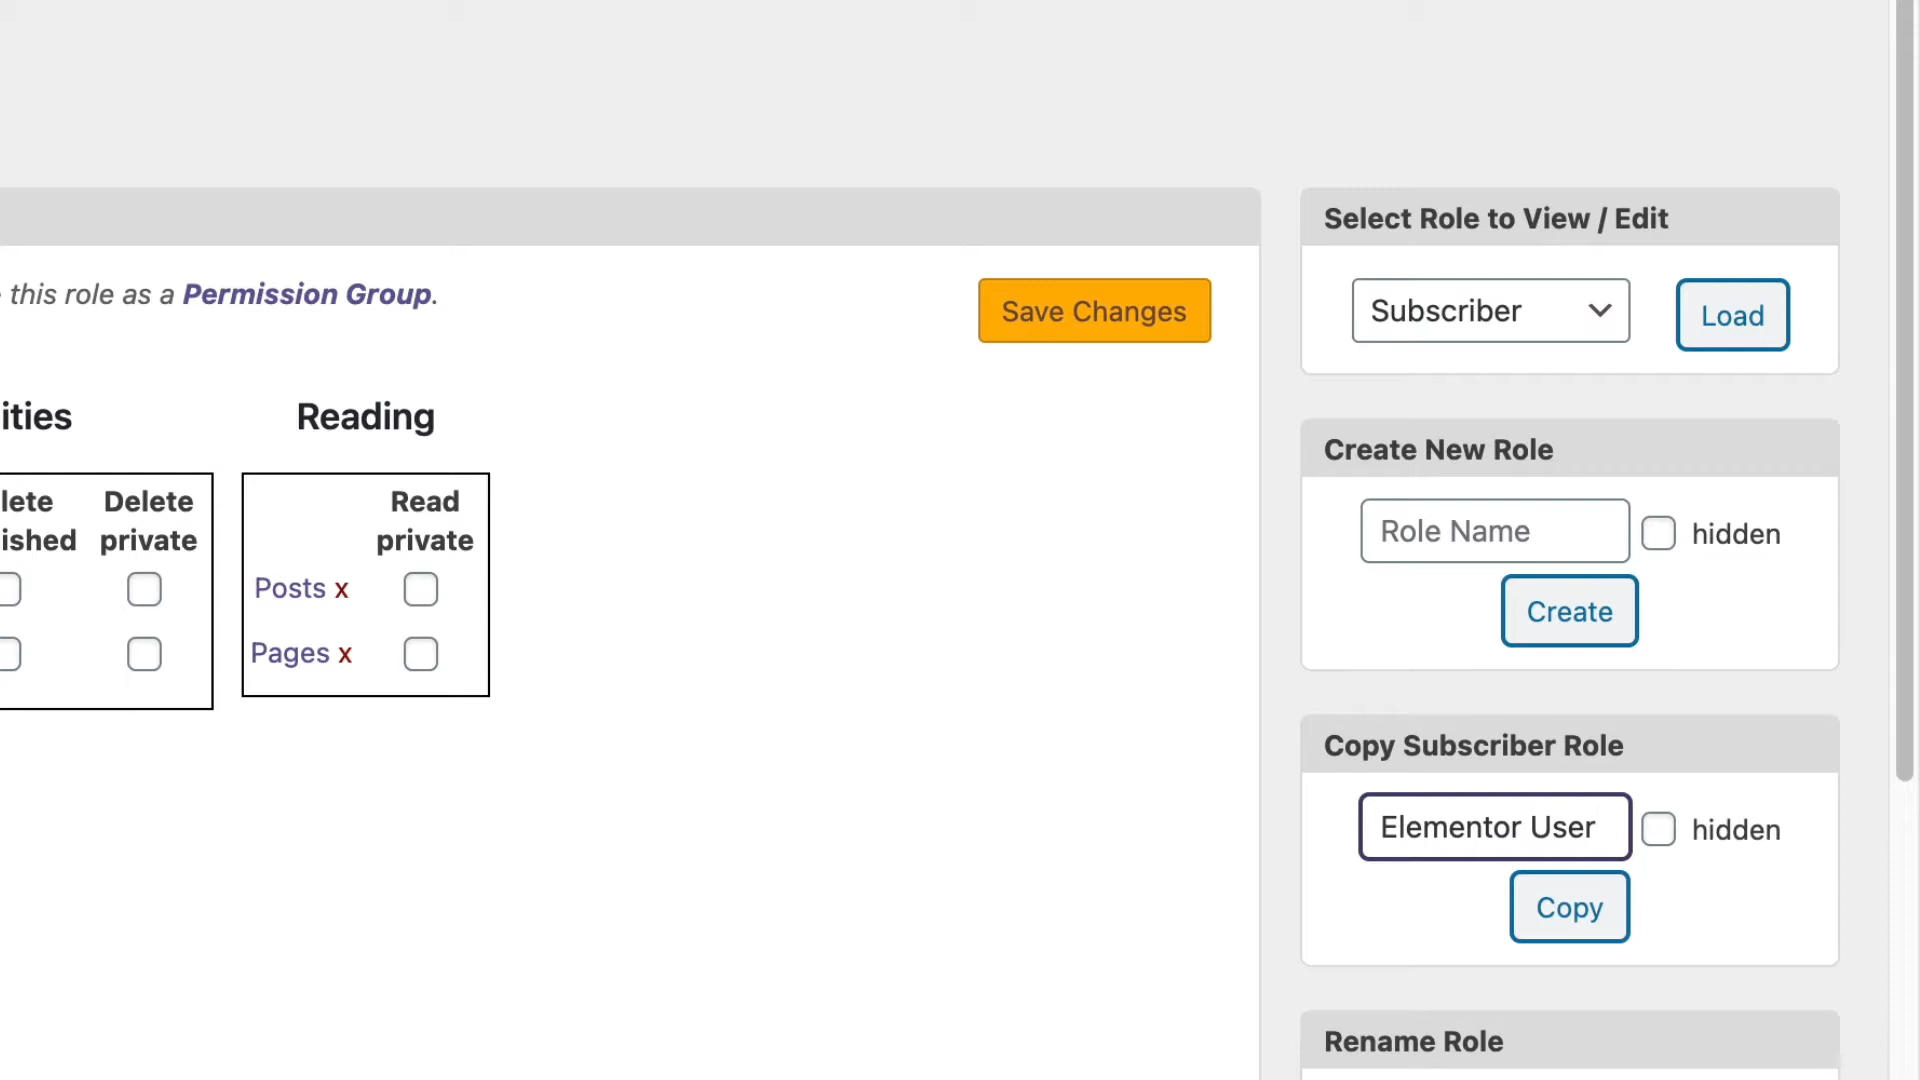 this role as a Permission Group.
Save Changes
ities
Reading
lete
ished
Delete
private
Read
private
Posts x
Pages x
Select Role to View / Edit
Subscriber
Load
Create New Role
Role Name
hidden
Create
Copy Subscriber Role
Elementor User
hidden
Copy
Rename Role